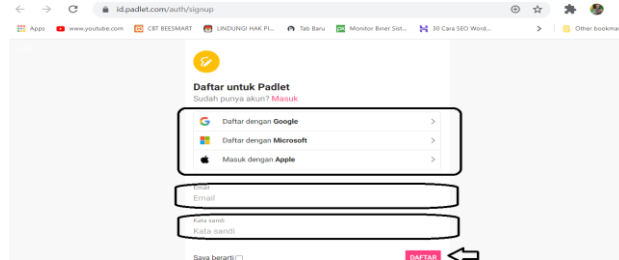 id.padlet.com/auth/signup
Apps www.youtube.com CBT BEESMART LINDUNGI HAK PI... Tab Baru Monitor Biner Sist... 30 Cara SEO Word... Other bookmar
Daftar untuk Padlet
Sudah punya akun? Masuk
Daftar dengan Google
Daftar dengan Microsoft
Masuk dengan Apple
Email
Email
Kata sandi
Kata sandi
Saya berarti
DAFTAR